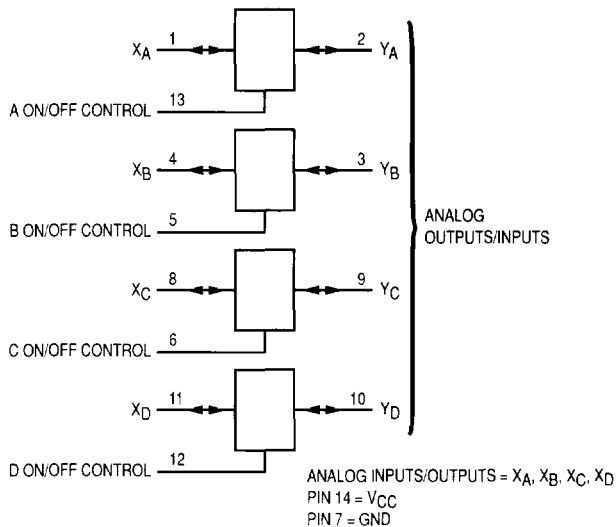 XA 1 2 YA
13
A ON/OFF CONTROL
XB 4 3 YB
5
B ON/OFF CONTROL
ANALOG
OUTPUTS/INPUTS
XC 8 9 YC
6
C ON/OFF CONTROL
XD 11 10 YD
12
D ON/OFF CONTROL
ANALOG INPUTS/OUTPUTS = XA, XB, XC, XD
PIN 14 = VCC
PIN 7 = GND